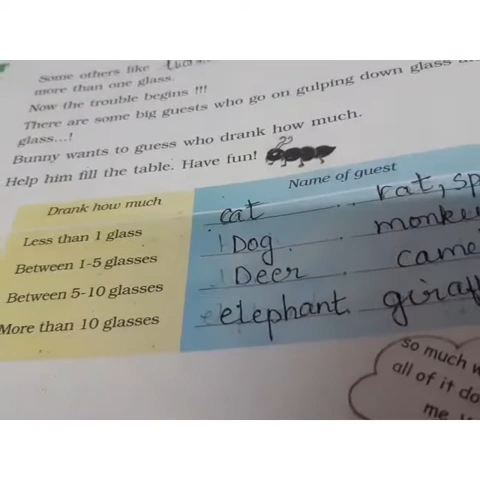 Some others like
more than one glass.
Now the trouble begins !!!
There are some big guests who go on gulping down glass
glass...!
Bunny wants to guess who drank how much.
Help him fill the table. Have fun!
Drank how much Name of guest
Less than 1 glass cat rat, sp
Between 1-5 glasses Dog monke
Between 5-10 glasses Deer came
More than 10 glasses elephant giraff
so much w
all of it do
me.